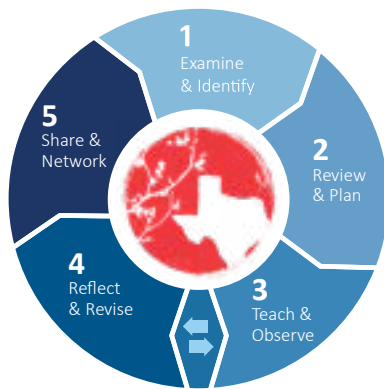 1
Examine
& Identify
2
Review
& Plan
3
Teach &
Observe
4
Reflect
& Revise
5
Share &
Network